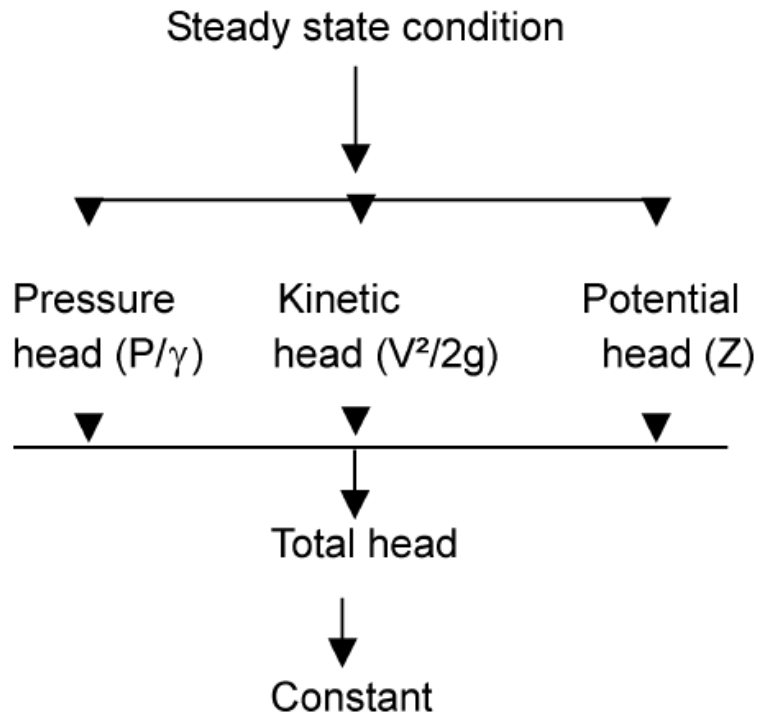 Steady state condition
Pressure
head (P/γ)
Kinetic
head (V²/2g)
Potential
head (Z)
Total head
Constant